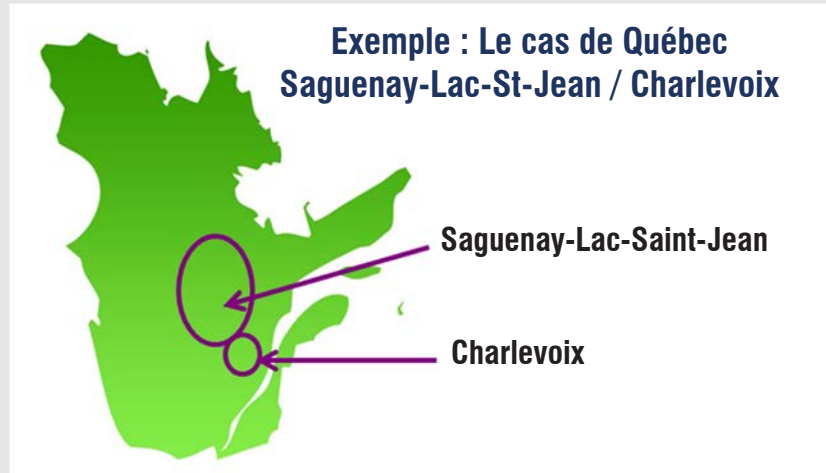 Exemple : Le cas de Québec
Saguenay-Lac-St-Jean / Charlevoix
Saguenay-Lac-Saint-Jean
Charlevoix